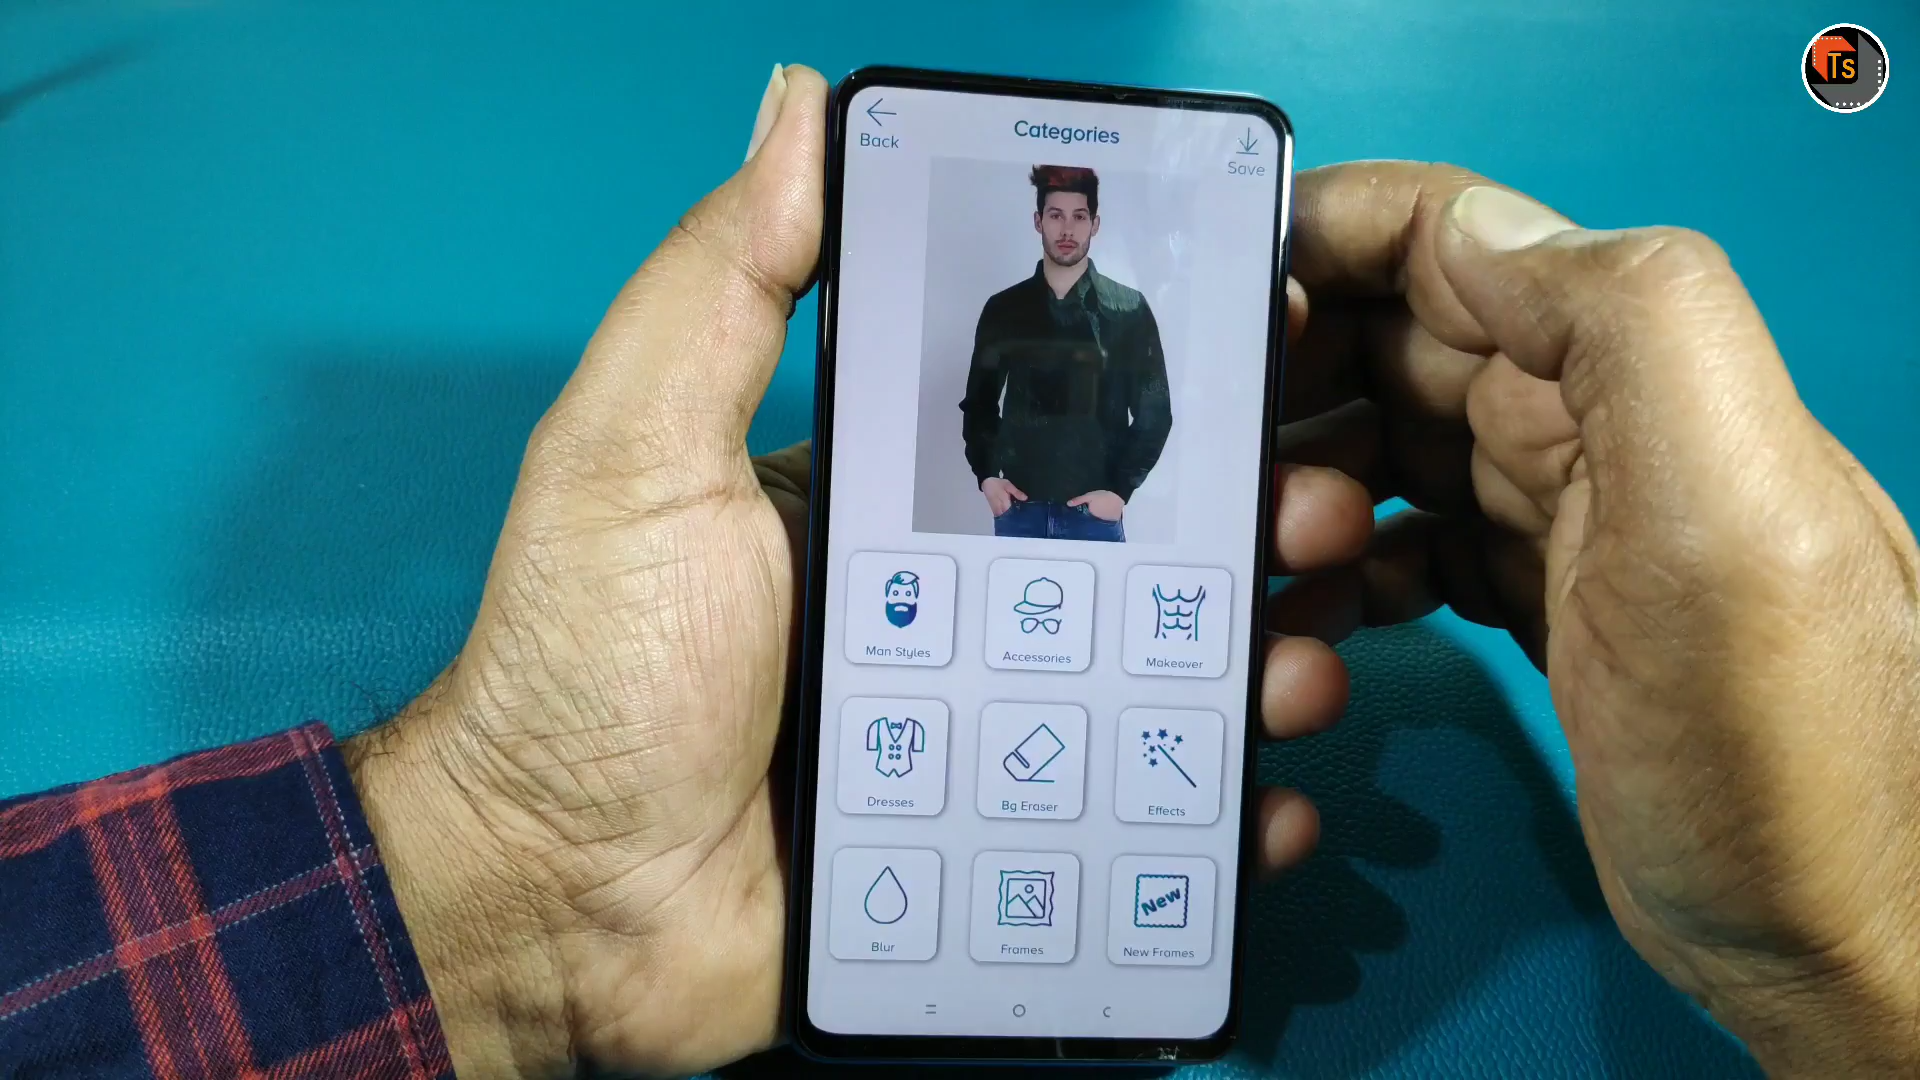 Ts
Back
Categories
Save
Man Styles
Accessories
Makeover
Dresses
Bg Eraser
Effects
Blur
Frames
New
New Frames